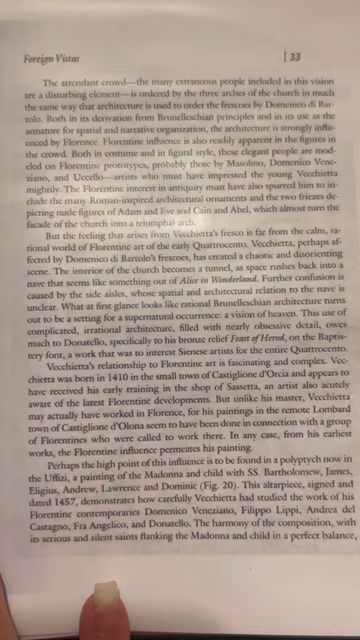 Foreign Vistas | 33
The attendant crowd—the many extraneous people included in this vision
are a disturbing element—is ordered by the three arches of the church in much
the same way that architecture is used to order the frescoes by Domenico di Bar-
tolo. Both in its derivation from Brunelleschian principles and in its use as the
armature for spatial and narrative organization, the architecture is strongly influ-
enced by Florence. Florentine influence is also readily apparent in the figures in
the crowd. Both in costume and in figural style, these elegant people are mod-
eled on Florentine prototypes, probably those by Masolino, Domenico Vene-
ziano, and Uccello—artists who must have impressed the young Vecchietta
mightily. The Florentine interest in antiquity must have also spurred him to in-
clude the many Roman-inspired architectural ornaments and the two friezes de-
picting nude figures of Adam and Eve and Cain and Abel, which almost turn the
facade of the church into a triumphal arch.
But the feeling that arises from Vecchietta's fresco is far from the calm, ra-
tional world of Florentine art of the early Quattrocento. Vecchietta, perhaps af-
fected by Domenico di Bartolo's frescoes, has created a chaotic and disorienting
scene. The interior of the church becomes a tunnel, as space rushes back into a
nave that seems like something out of Alice in Wonderland. Further confusion is
caused by the side aisles, whose spatial and architectural relation to the nave is
unclear. What at first glance looks like rational Brunelleschian architecture turns
out to be a setting for a supernatural occurrence: a vision of heaven. This use of
complicated, irrational architecture, filled with nearly obsessive detail, owes
much to Donatello, specifically to his bronze relief Feast of Herod, on the Baptis-
tery font, a work that was to interest Sienese artists for the entire Quattrocento.
Vecchietta's relationship to Florentine art is fascinating and complex. Vec-
chietta was born in 1410 in the small town of Castiglione d'Orcia and appears to
have received his early training in the shop of Sassetta, an artist also acutely
aware of the latest Florentine developments. But unlike his master, Vecchietta
may actually have worked in Florence, for his paintings in the remote Lombard
town of Castiglione d'Olona seem to have been done in connection with a group
of Florentines who were called to work there. In any case, from his earliest
works, the Florentine influence permeates his painting.
Perhaps the high point of this influence is to be found in a polyptych now in
the Uffizi, a painting of the Madonna and child with SS. Bartholomew, James,
Eligius, Andrew, Lawrence and Dominic (Fig. 20). This altarpiece, signed and
dated 1457, demonstrates how carefully Vecchietta had studied the work of his
Florentine contemporaries Domenico Veneziano, Filippo Lippi, Andrea del
Castagno, Fra Angelico, and Donatello. The harmony of the composition, with
its serious and silent saints flanking the Madonna and child in a perfect balance,